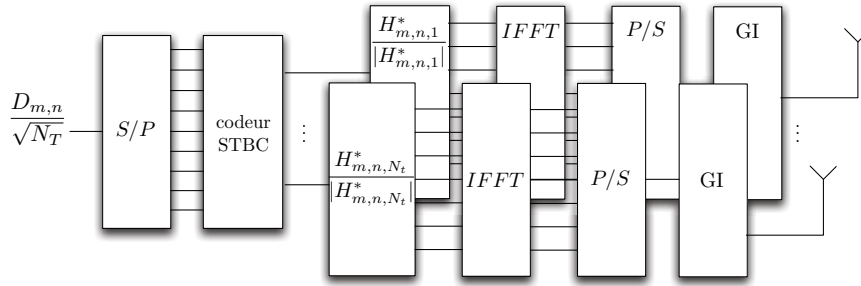 D_{m,n}
√N_T
S/P
codeur
STBC
⋮
H^*_{m,n,1}
|H^*_{m,n,1}|
IFFT
P/S
GI
⋮
H^*_{m,n,N_t}
|H^*_{m,n,N_t}|
IFFT
P/S
GI